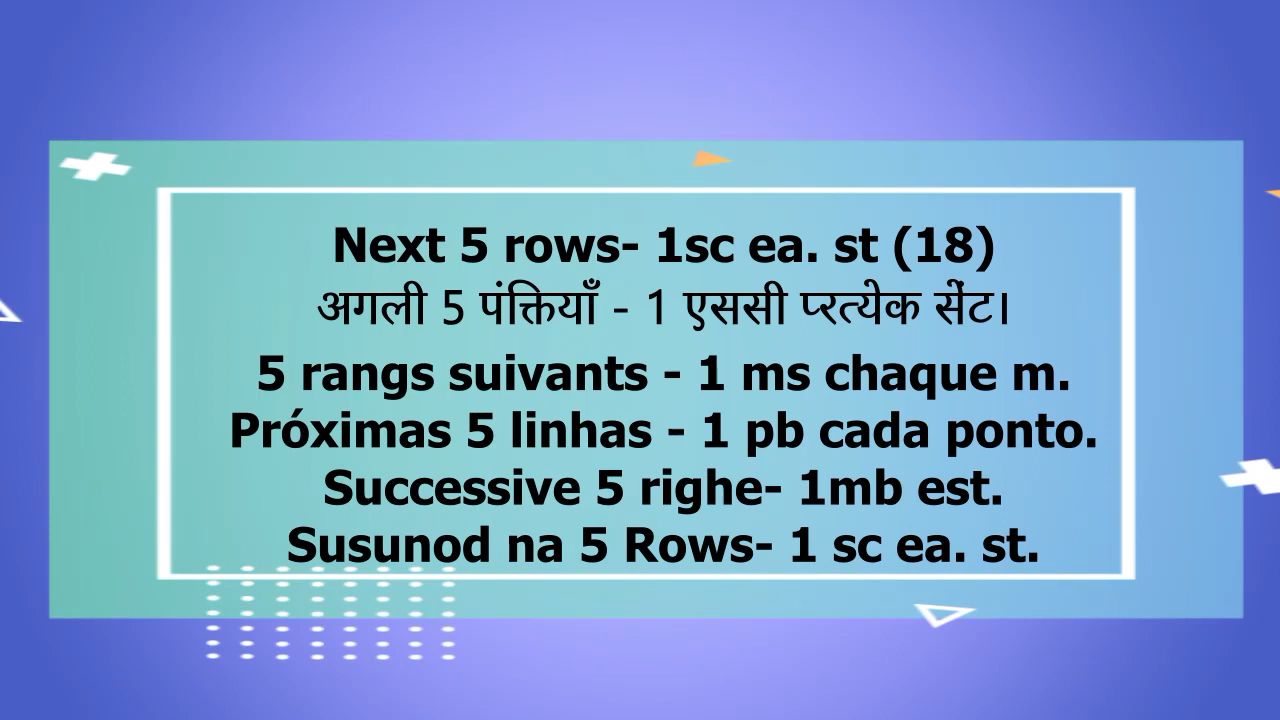 Next 5 rows- 1sc ea. st (18)
अगली 5 पंक्तियाँ - 1 एससी प्रत्येक सेंट।
5 rangs suivants - 1 ms chaque m.
Próximas 5 linhas - 1 pb cada ponto.
Successive 5 righe- 1mb est.
Susunod na 5 Rows- 1 sc ea. st.